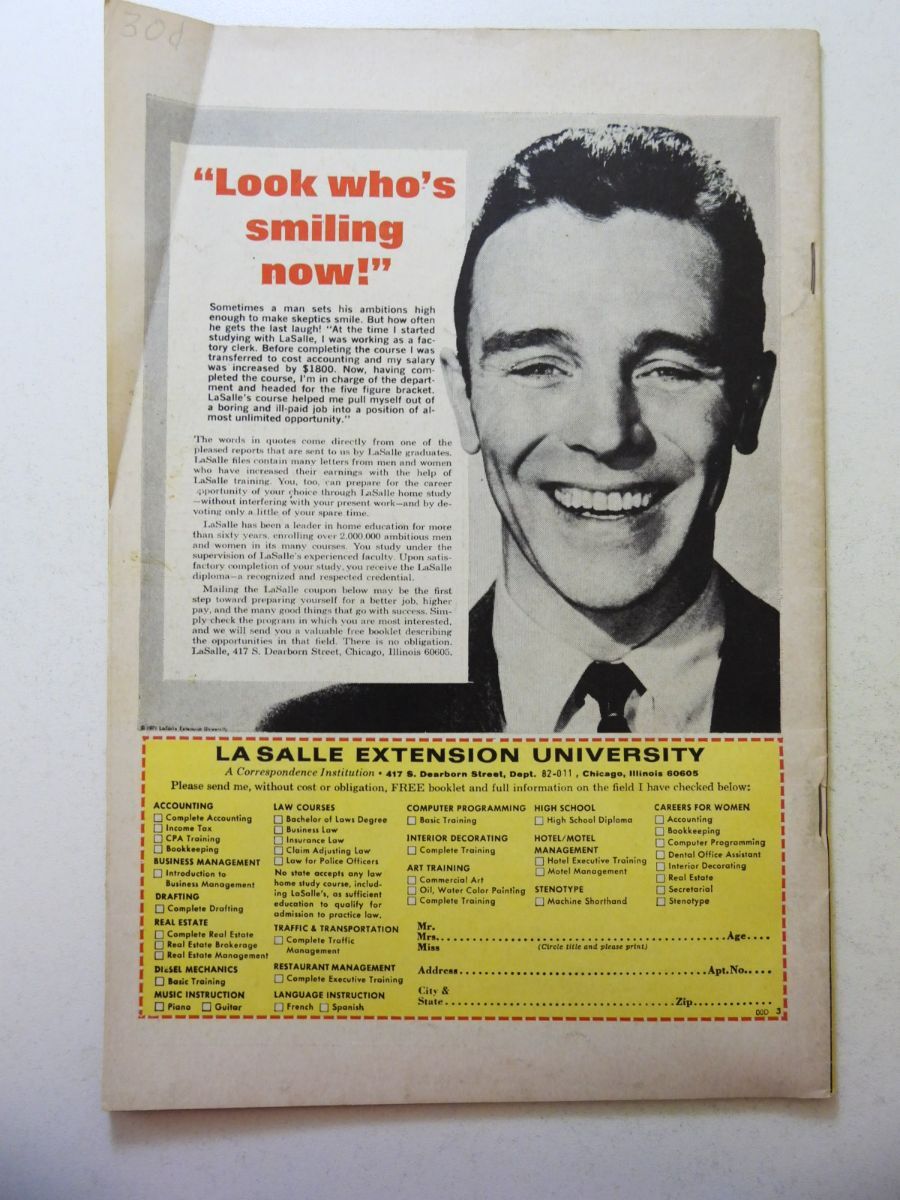 30¢
“Look who’s
smiling
now!”
Sometimes a man sets his ambitions high
enough to make skeptics smile. But how often
he gets the last laugh! “At the time I started
studying with LaSalle, I was working as a fac-
tory clerk. Before completing the course I was
transferred to cost accounting and my salary
was increased by $1800. Now, having com-
pleted the course, I’m in charge of the depart-
ment and headed for the five figure bracket.
LaSalle’s course helped me pull myself out of
a boring and ill-paid job into a position of al-
most unlimited opportunity.”
The words in quotes come directly from one of the
pleased reports that are sent to us by LaSalle graduates.
LaSalle files contain many letters from men and women
who have increased their earnings with the help of
LaSalle training. You, too, can prepare for the career
opportunity of your choice through LaSalle home study
—without interfering with your present work—and by de-
voting only a little of your spare time.
LaSalle has been a leader in home education for more
than sixty years, enrolling over 2,000,000 ambitious men
and women in its many courses. You study under the
supervision of LaSalle’s experienced faculty. Upon satis-
factory completion of your study, you receive the LaSalle
diploma—a recognized and respected credential.
Mailing the LaSalle coupon below may be the first
step toward preparing yourself for a better job, higher
pay, and the many good things that go with success. Sim-
ply check the program in which you are most interested,
and we will send you a valuable free booklet describing
the opportunities in that field. There is no obligation.
LaSalle, 417 S. Dearborn Street, Chicago, Illinois 60605.
© 1971 LaSalle Extension University
LA SALLE EXTENSION UNIVERSITY
A Correspondence Institution • 417 S. Dearborn Street, Dept. 82-011, Chicago, Illinois 60605
Please send me, without cost or obligation, FREE booklet and full information on the field I have checked below:
ACCOUNTING
Complete Accounting
Income Tax
CPA Training
Bookkeeping
BUSINESS MANAGEMENT
Introduction to
Business Management
DRAFTING
Complete Drafting
REAL ESTATE
Complete Real Estate
Real Estate Brokerage
Real Estate Management
DIESEL MECHANICS
Basic Training
MUSIC INSTRUCTION
Piano Guitar
LAW COURSES
Bachelor of Laws Degree
Business Law
Insurance Law
Claim Adjusting Law
Law for Police Officers
No state accepts any law
home study course, includ-
ing LaSalle’s, as sufficient
education to qualify for
admission to practice law.
TRAFFIC & TRANSPORTATION
Complete Traffic
Management
RESTAURANT MANAGEMENT
Complete Executive Training
LANGUAGE INSTRUCTION
French Spanish
COMPUTER PROGRAMMING
Basic Training
INTERIOR DECORATING
Complete Training
ART TRAINING
Commercial Art
Oil, Water Color Painting
Complete Training
HIGH SCHOOL
High School Diploma
HOTEL/MOTEL
MANAGEMENT
Hotel Executive Training
Motel Management
STENOTYPE
Machine Shorthand
CAREERS FOR WOMEN
Accounting
Bookkeeping
Computer Programming
Dental Office Assistant
Interior Decorating
Real Estate
Secretarial
Stenotype
Mr.
Mrs. Age
Miss (Circle title and please print)
Address Apt. No.
City &
State Zip
DOD 3